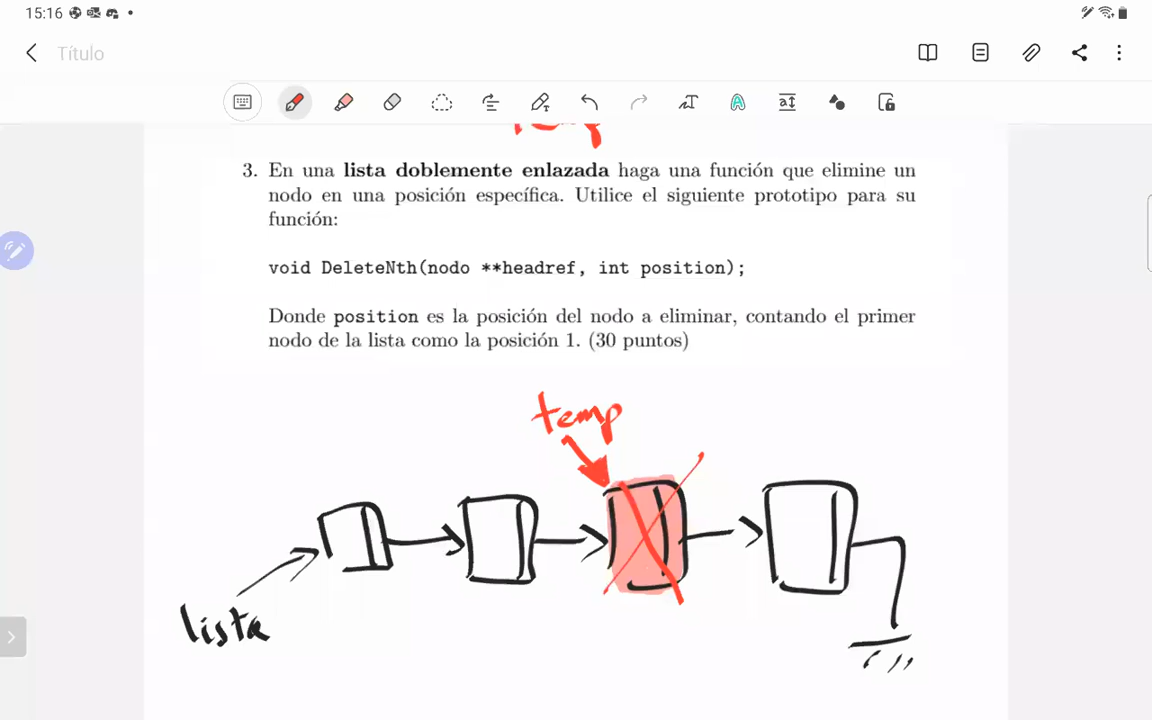 15:16
Título
3. En una lista doblemente enlazada haga una función que elimine un
nodo en una posición específica. Utilice el siguiente prototipo para su
función:
void DeleteNth(nodo **headref, int position);
Donde position es la posición del nodo a eliminar, contando el primer
nodo de la lista como la posición 1. (30 puntos)
temp
lista